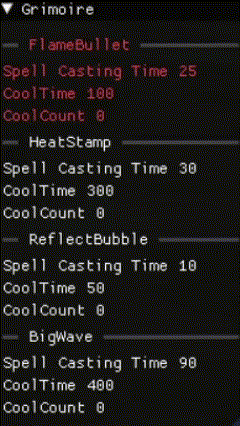 Grimoire
FlameBullet
Spell Casting Time 25
CoolTime 100
CoolCount 0
HeatStamp
Spell Casting Time 30
CoolTime 300
CoolCount 0
ReflectBubble
Spell Casting Time 10
CoolTime 50
CoolCount 0
BigWave
Spell Casting Time 90
CoolTime 400
CoolCount 0